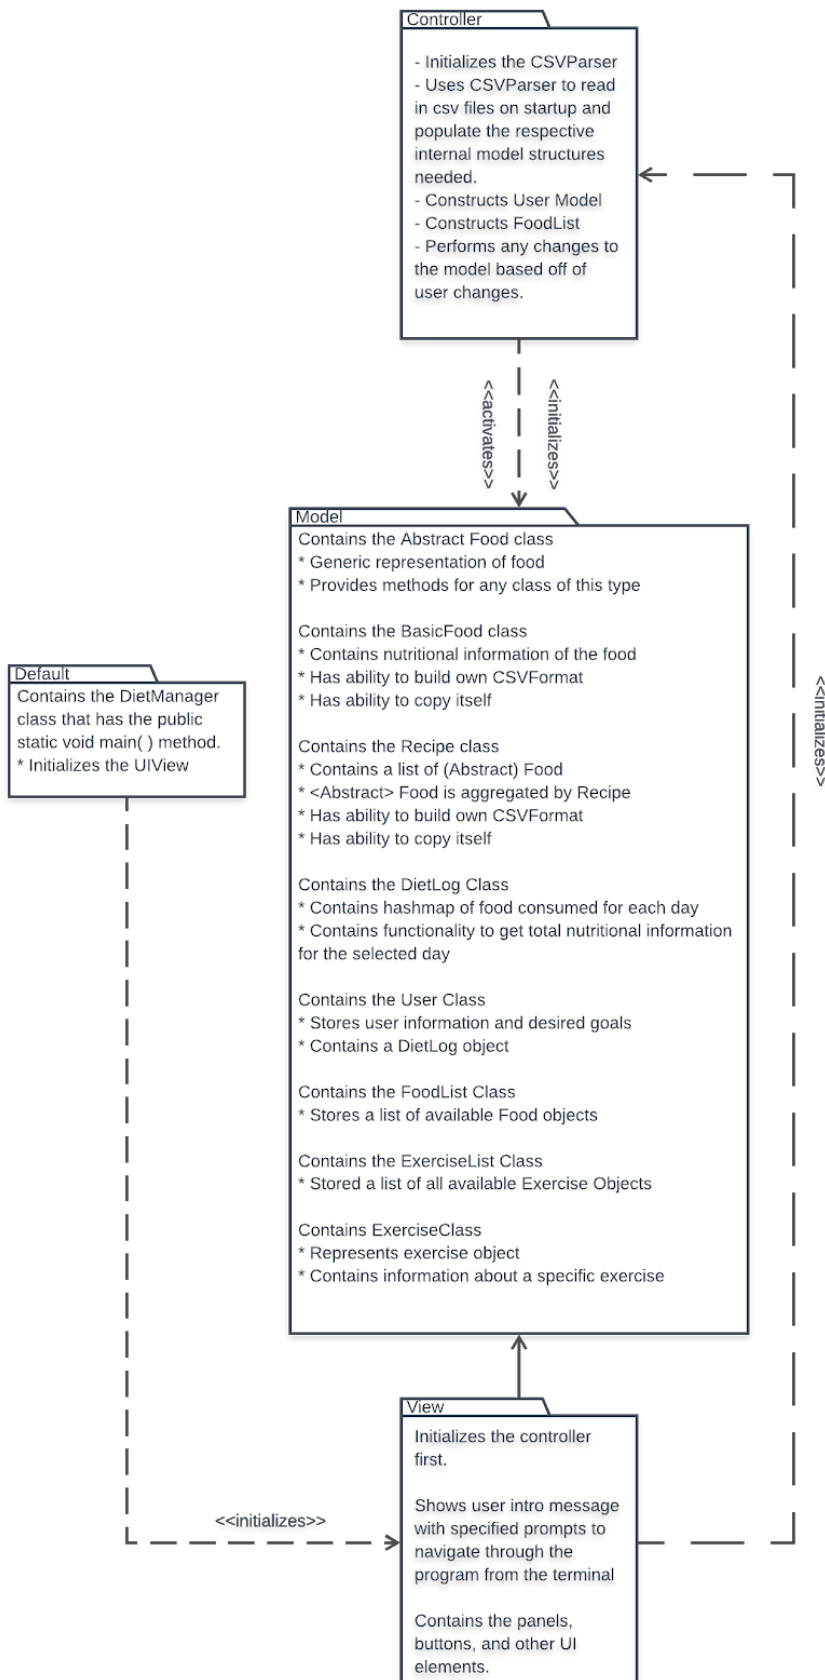 Controller
- Initializes the CSVParser
- Uses CSVParser to read
in csv files on startup and
populate the respective
internal model structures
needed.
- Constructs User Model
- Constructs FoodList
- Performs any changes to
the model based off of
user changes.
<<activates>>
<<initializes>>
Model
Contains the Abstract Food class
* Generic representation of food
* Provides methods for any class of this type
Contains the BasicFood class
* Contains nutritional information of the food
* Has ability to build own CSVFormat
* Has ability to copy itself
Contains the Recipe class
* Contains a list of (Abstract) Food
* <Abstract> Food is aggregated by Recipe
* Has ability to build own CSVFormat
* Has ability to copy itself
Contains the DietLog Class
* Contains hashmap of food consumed for each day
* Contains functionality to get total nutritional information
for the selected day
Contains the User Class
* Stores user information and desired goals
* Contains a DietLog object
Contains the FoodList Class
* Stores a list of available Food objects
Contains the ExerciseList Class
* Stored a list of all available Exercise Objects
Contains ExerciseClass
* Represents exercise object
* Contains information about a specific exercise
Default
Contains the DietManager
class that has the public
static void main( ) method.
* Initializes the UIView
<<initializes>>
<<initializes>>
View
Initializes the controller
first.
Shows user intro message
with specified prompts to
navigate through the
program from the terminal
Contains the panels,
buttons, and other UI
elements.